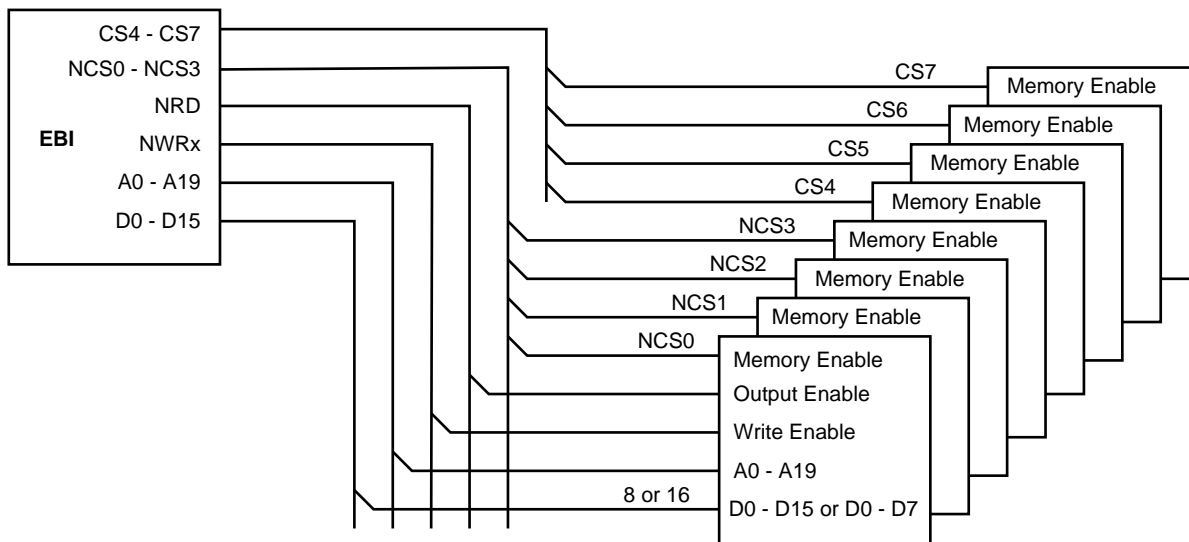 CS4 - CS7
NCS0 - NCS3
NRD
EBI
NWRx
A0 - A19
D0 - D15
CS7
Memory Enable
CS6
Memory Enable
CS5
Memory Enable
CS4
Memory Enable
NCS3
Memory Enable
NCS2
Memory Enable
NCS1
Memory Enable
NCS0
Memory Enable
Output Enable
Write Enable
A0 - A19
8 or 16
D0 - D15 or D0 - D7